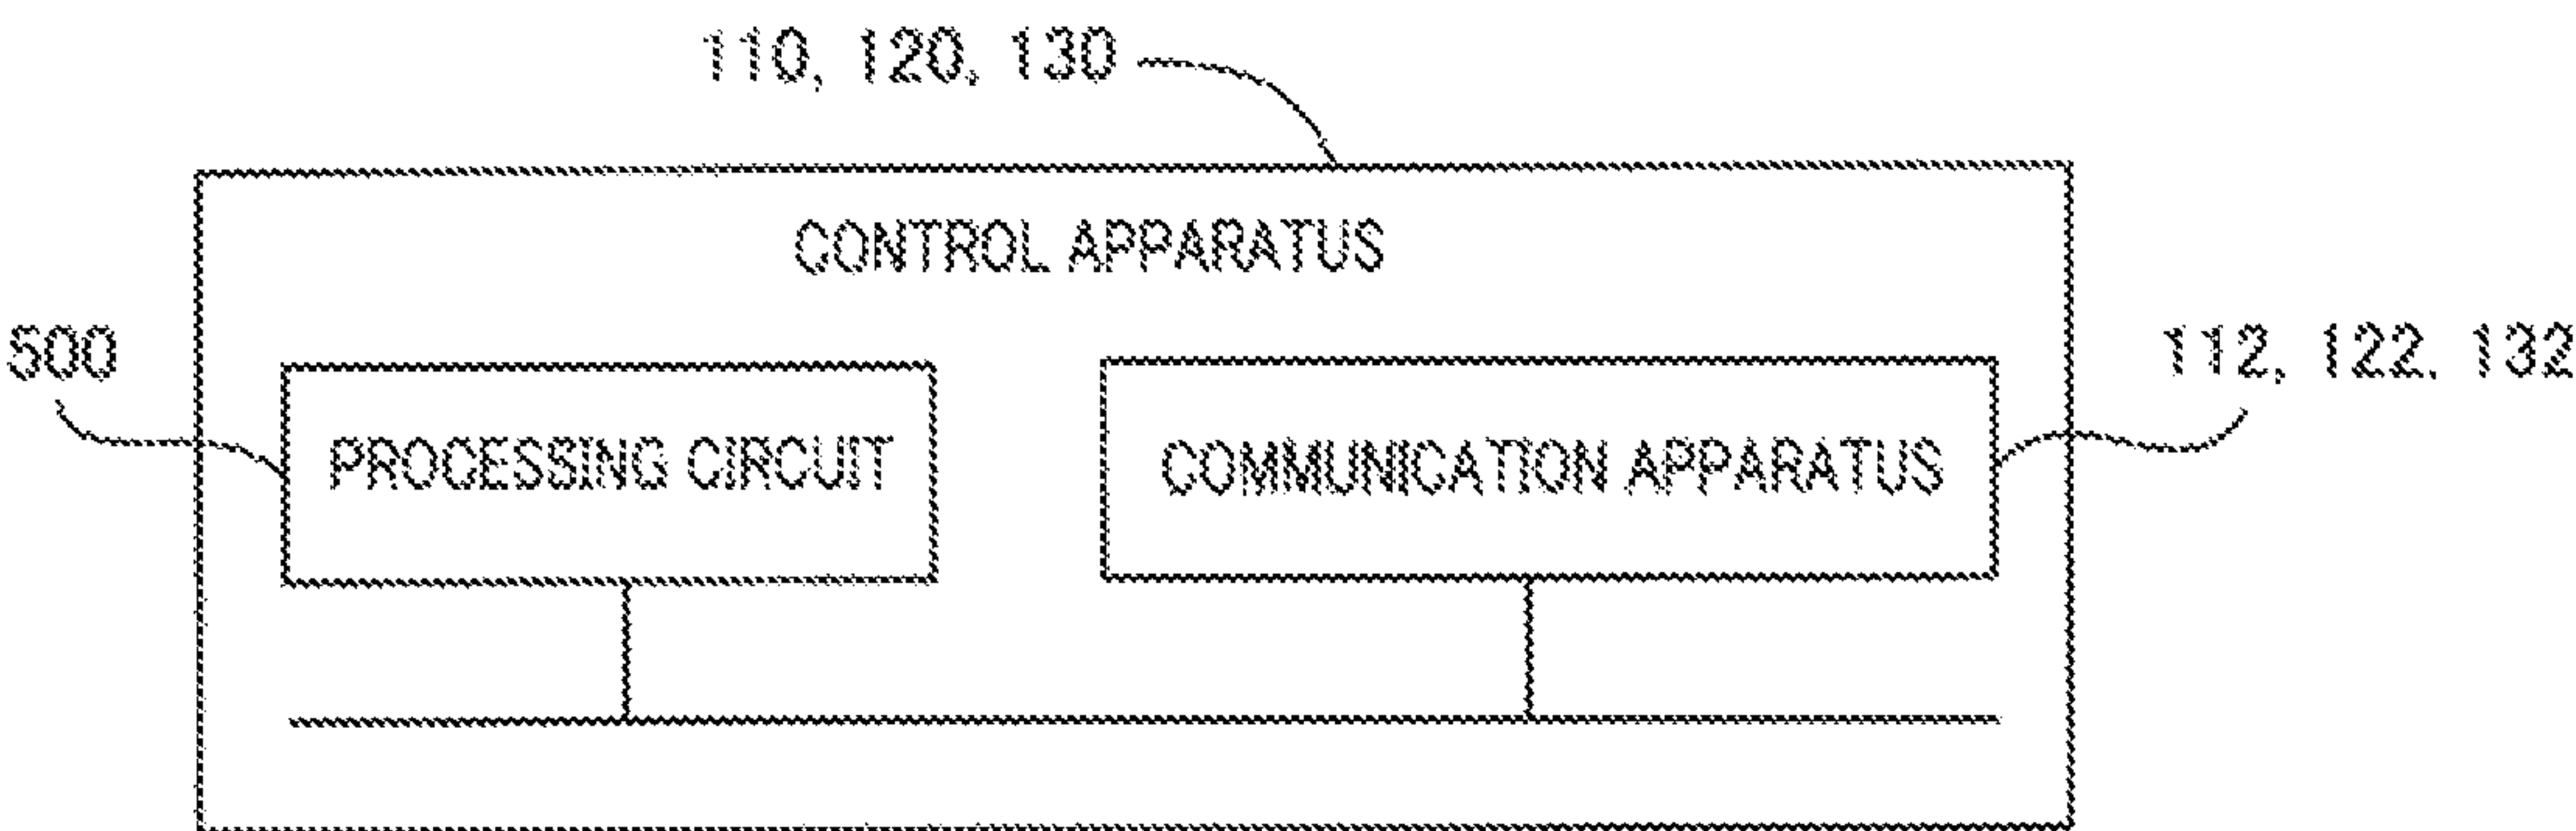 110, 120, 130
CONTROL APPARATUS
500
112, 122, 132
PROCESSING CIRCUIT
COMMUNICATION APPARATUS